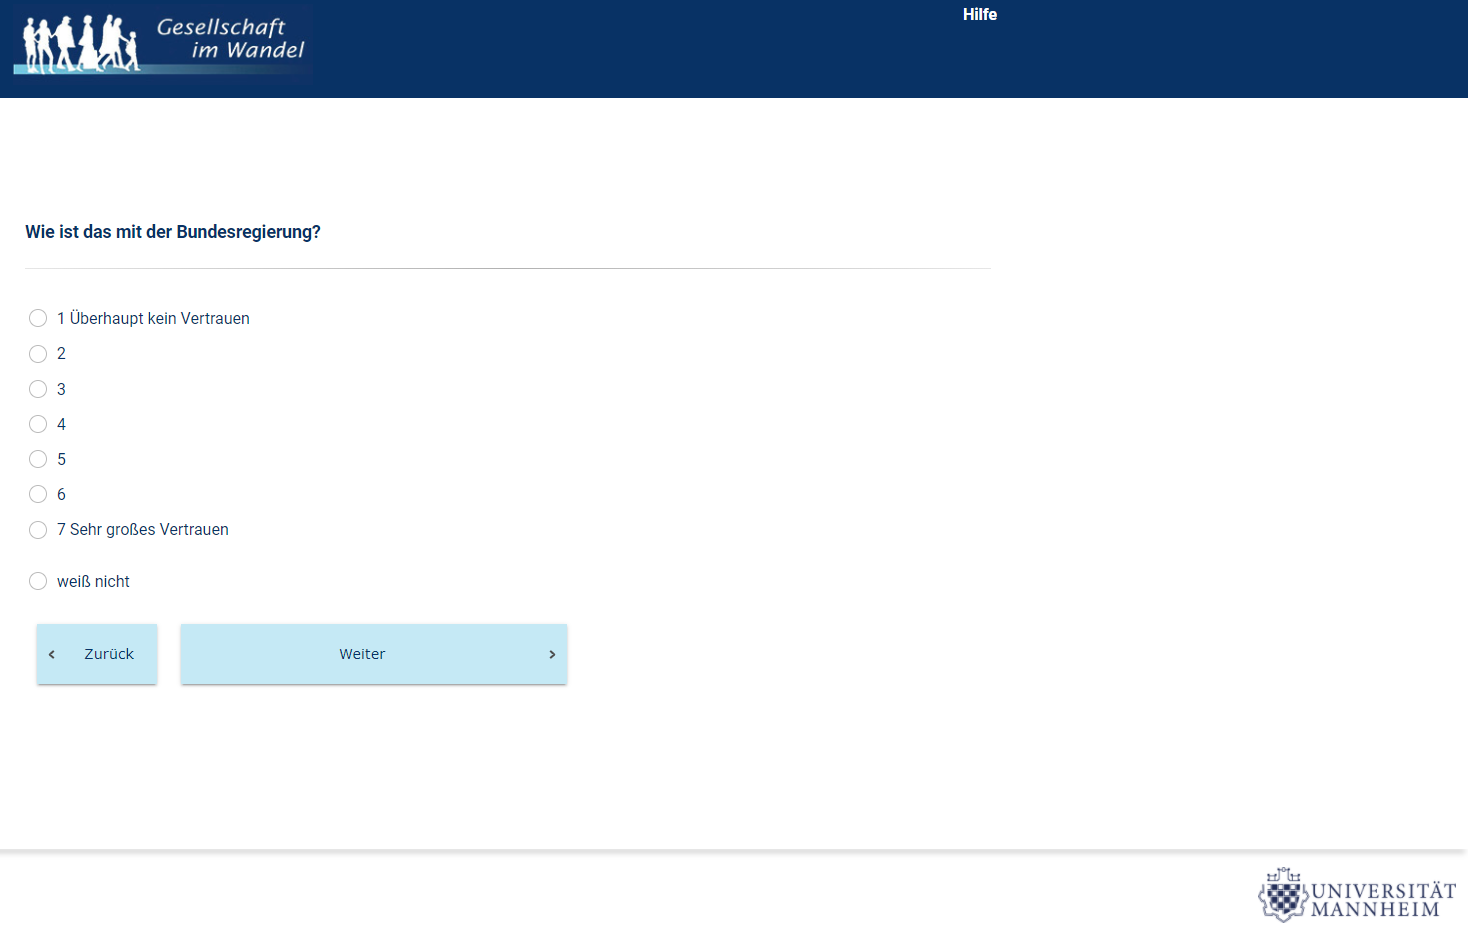 Gesellschaft
im Wandel
Hilfe
Wie ist das mit der Bundesregierung?
1 Überhaupt kein Vertrauen
2
3
4
5
6
7 Sehr großes Vertrauen
weiß nicht
‹ Zurück
Weiter ›
UNIVERSITÄT
MANNHEIM